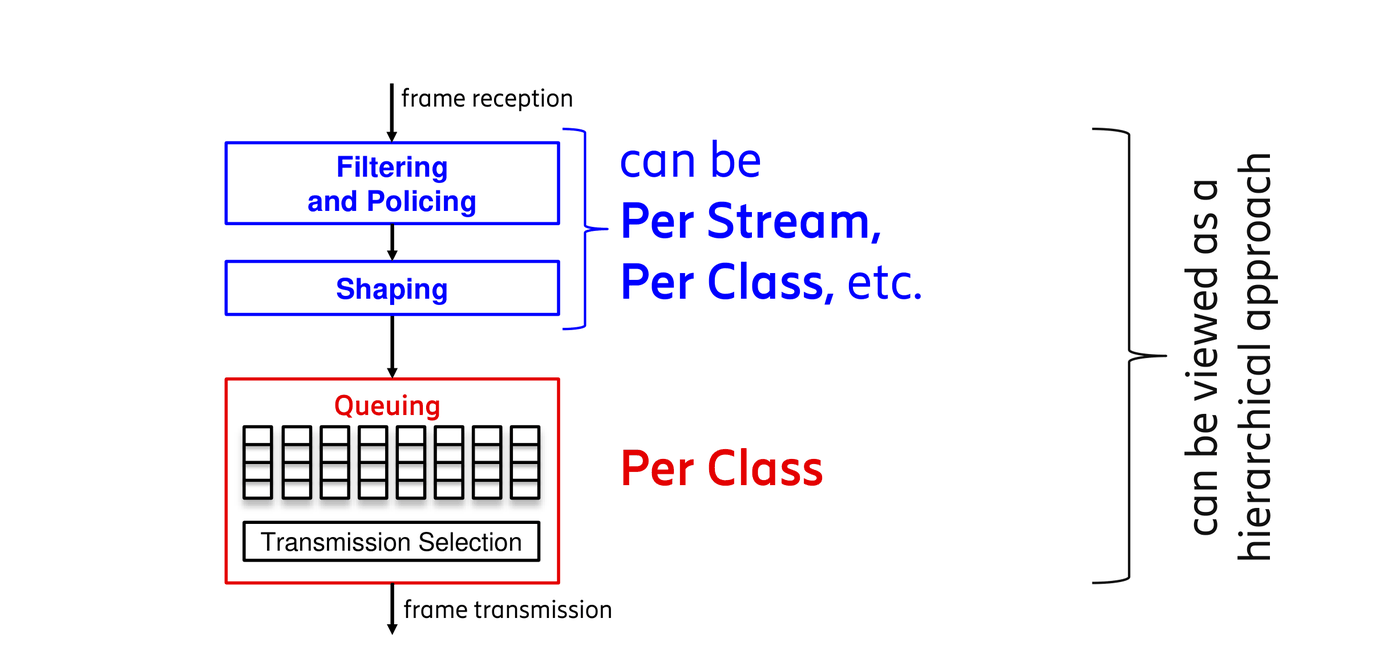 frame reception
Filtering
and Policing
Shaping
can be
Per Stream,
Per Class, etc.
Queuing
Transmission Selection
Per Class
frame transmission
can be viewed as a
hierarchical approach